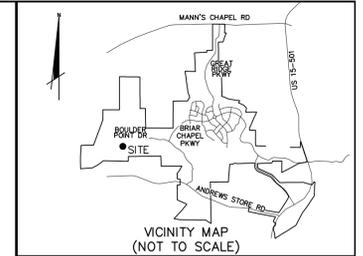 N
MANN'S CHAPEL RD
GREAT
RIDGE
PKWY
US 15-501
BOULDER
POINT DR
SITE
BRIAR
CHAPEL
PKWY
ANDREWS STORE RD
VICINITY MAP
(NOT TO SCALE)